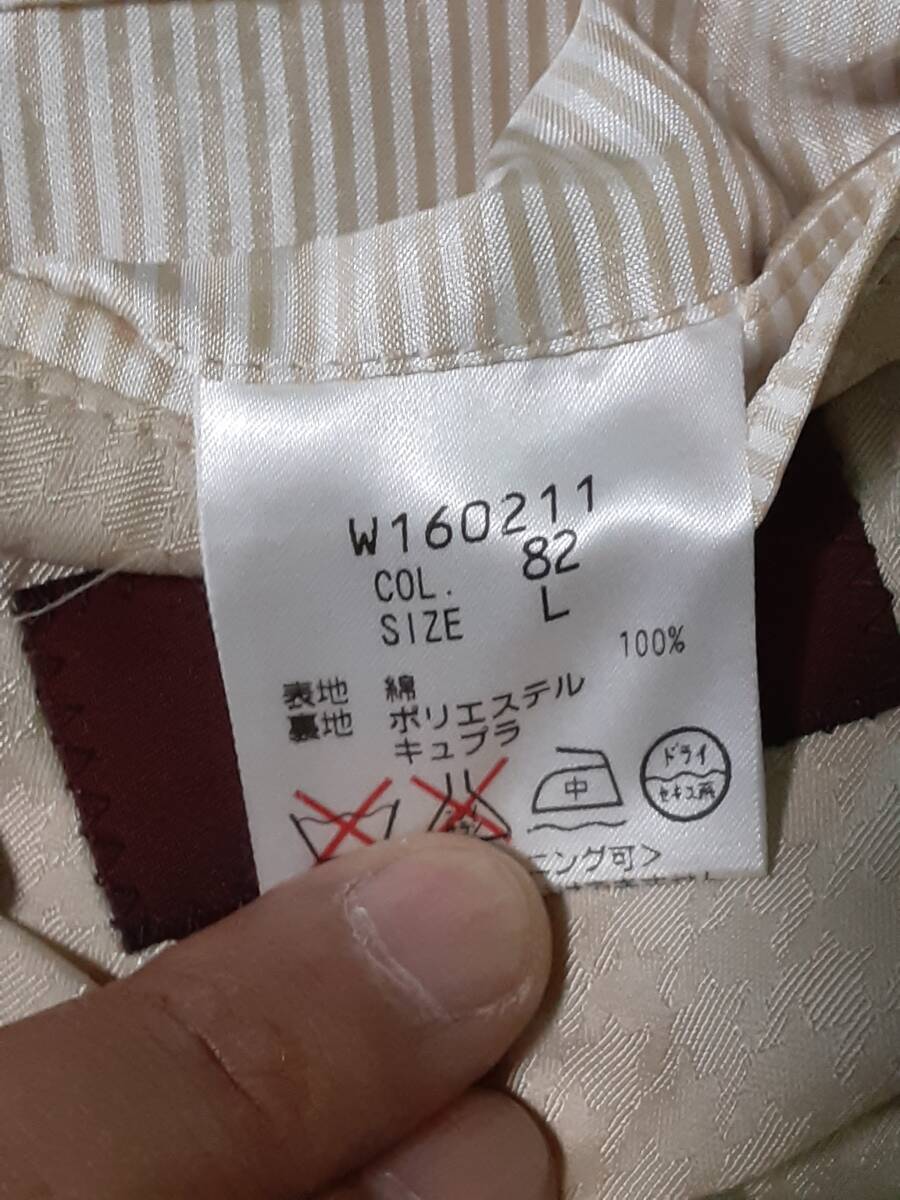 W160211
COL. 82
SIZE L
100%
表地 綿
裏地 ポリエステル
キュプラ
中
ドライ
セキユ系
ニング可＞